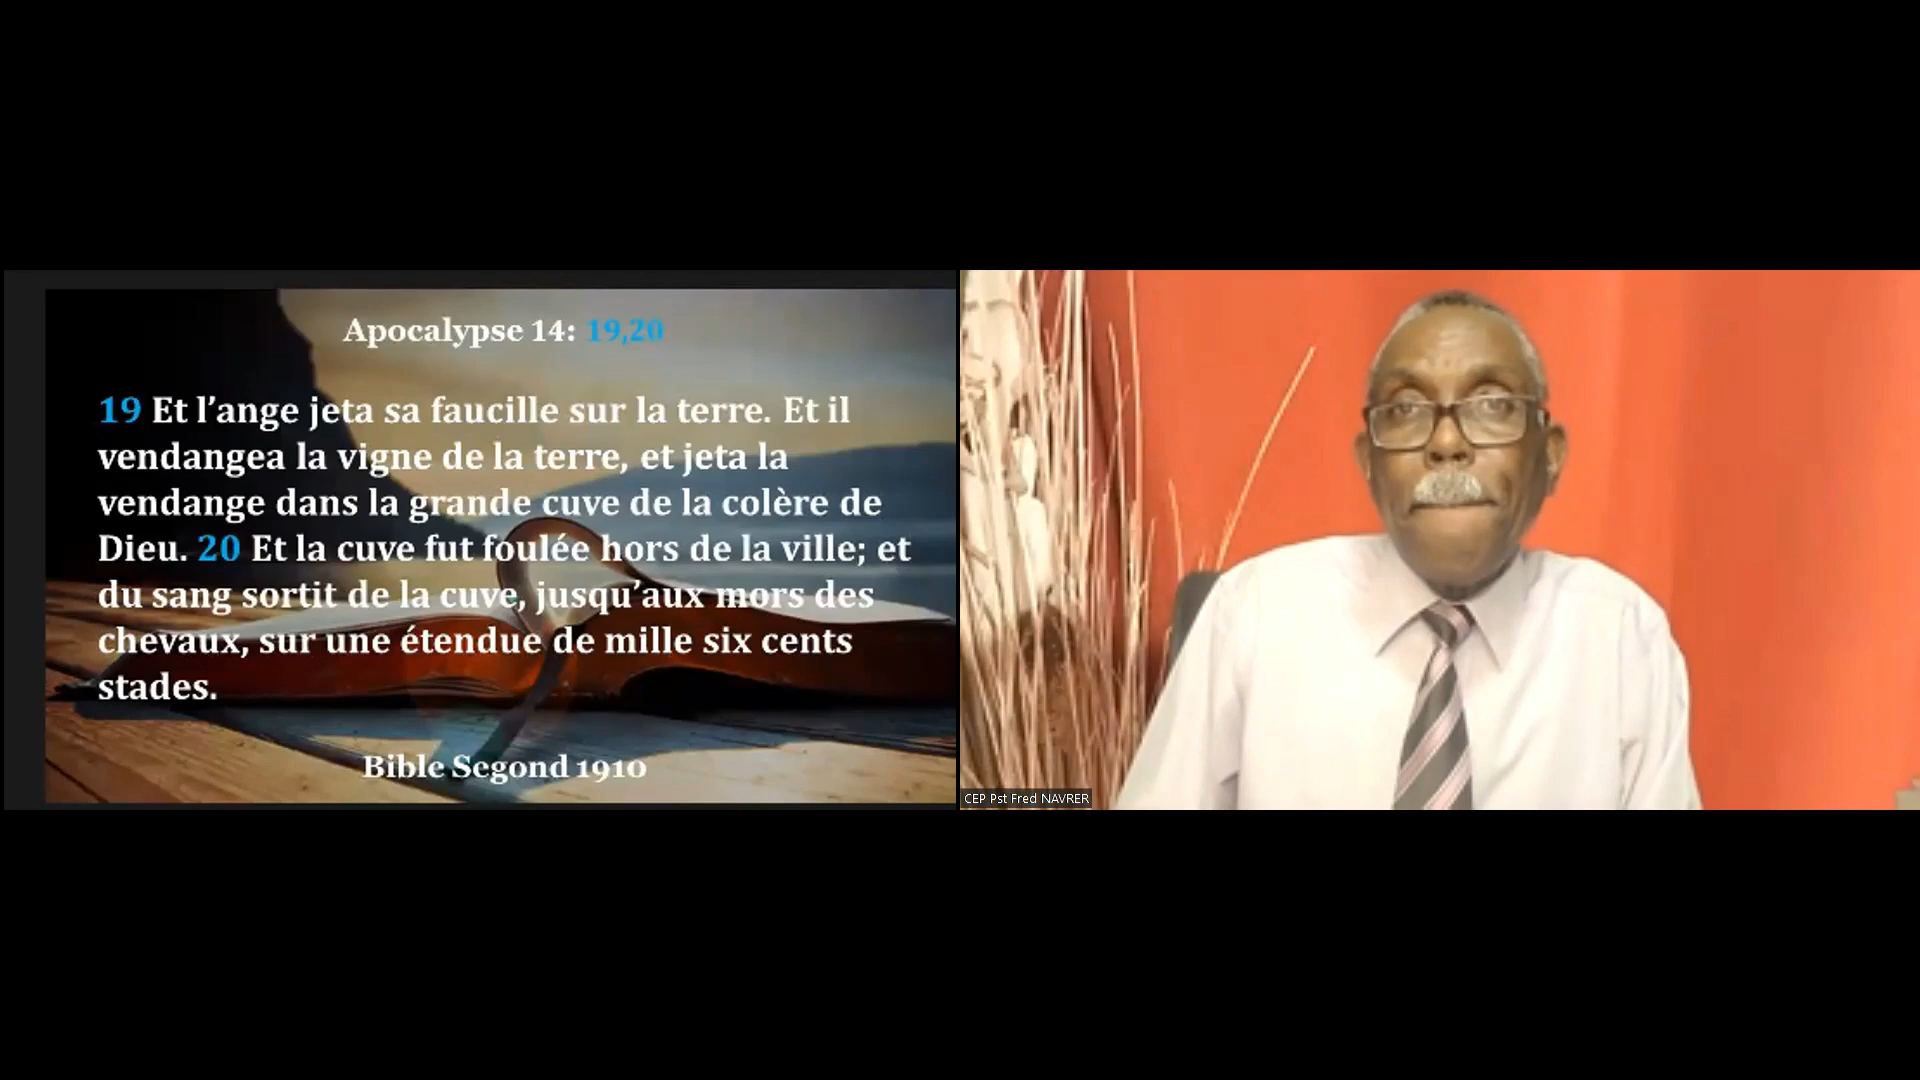 Apocalypse 14: 19,20
19 Et l’ange jeta sa faucille sur la terre. Et il
vendangea la vigne de la terre, et jeta la
vendange dans la grande cuve de la colère de
Dieu. 20 Et la cuve fut foulée hors de la ville; et
du sang sortit de la cuve, jusqu’aux mors des
chevaux, sur une étendue de mille six cents
stades.
Bible Segond 1910
CEP Pst Fred NAVRER